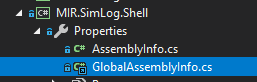 C# MIR.SimLog.Shell
Properties
C# AssemblyInfo.cs
C# GlobalAssemblyInfo.cs